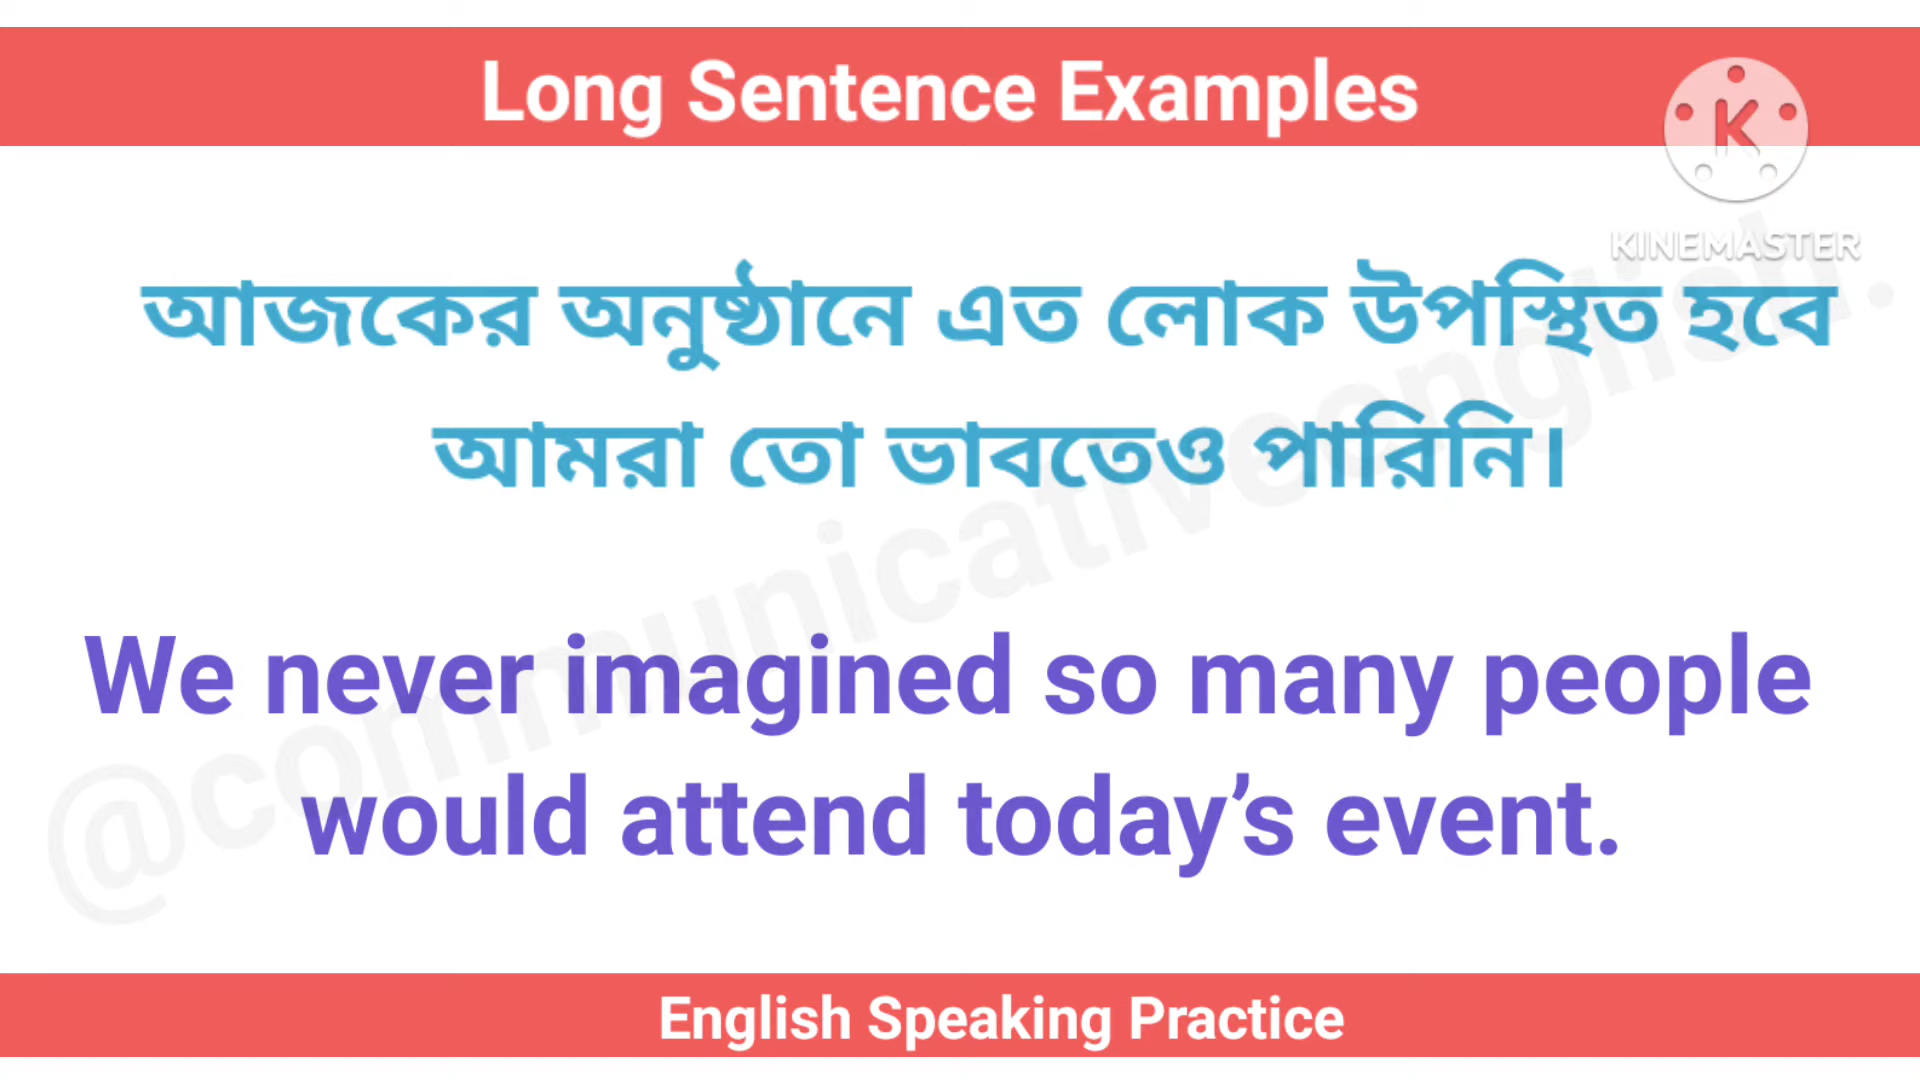 Long Sentence Examples
K
KINEMASTER
আজকের অনুষ্ঠানে এত লোক উপস্থিত হবে
আমরা তো ভাবতেও পারিনি।
We never imagined so many people
would attend today’s event.
@communicativeenglish.
English Speaking Practice